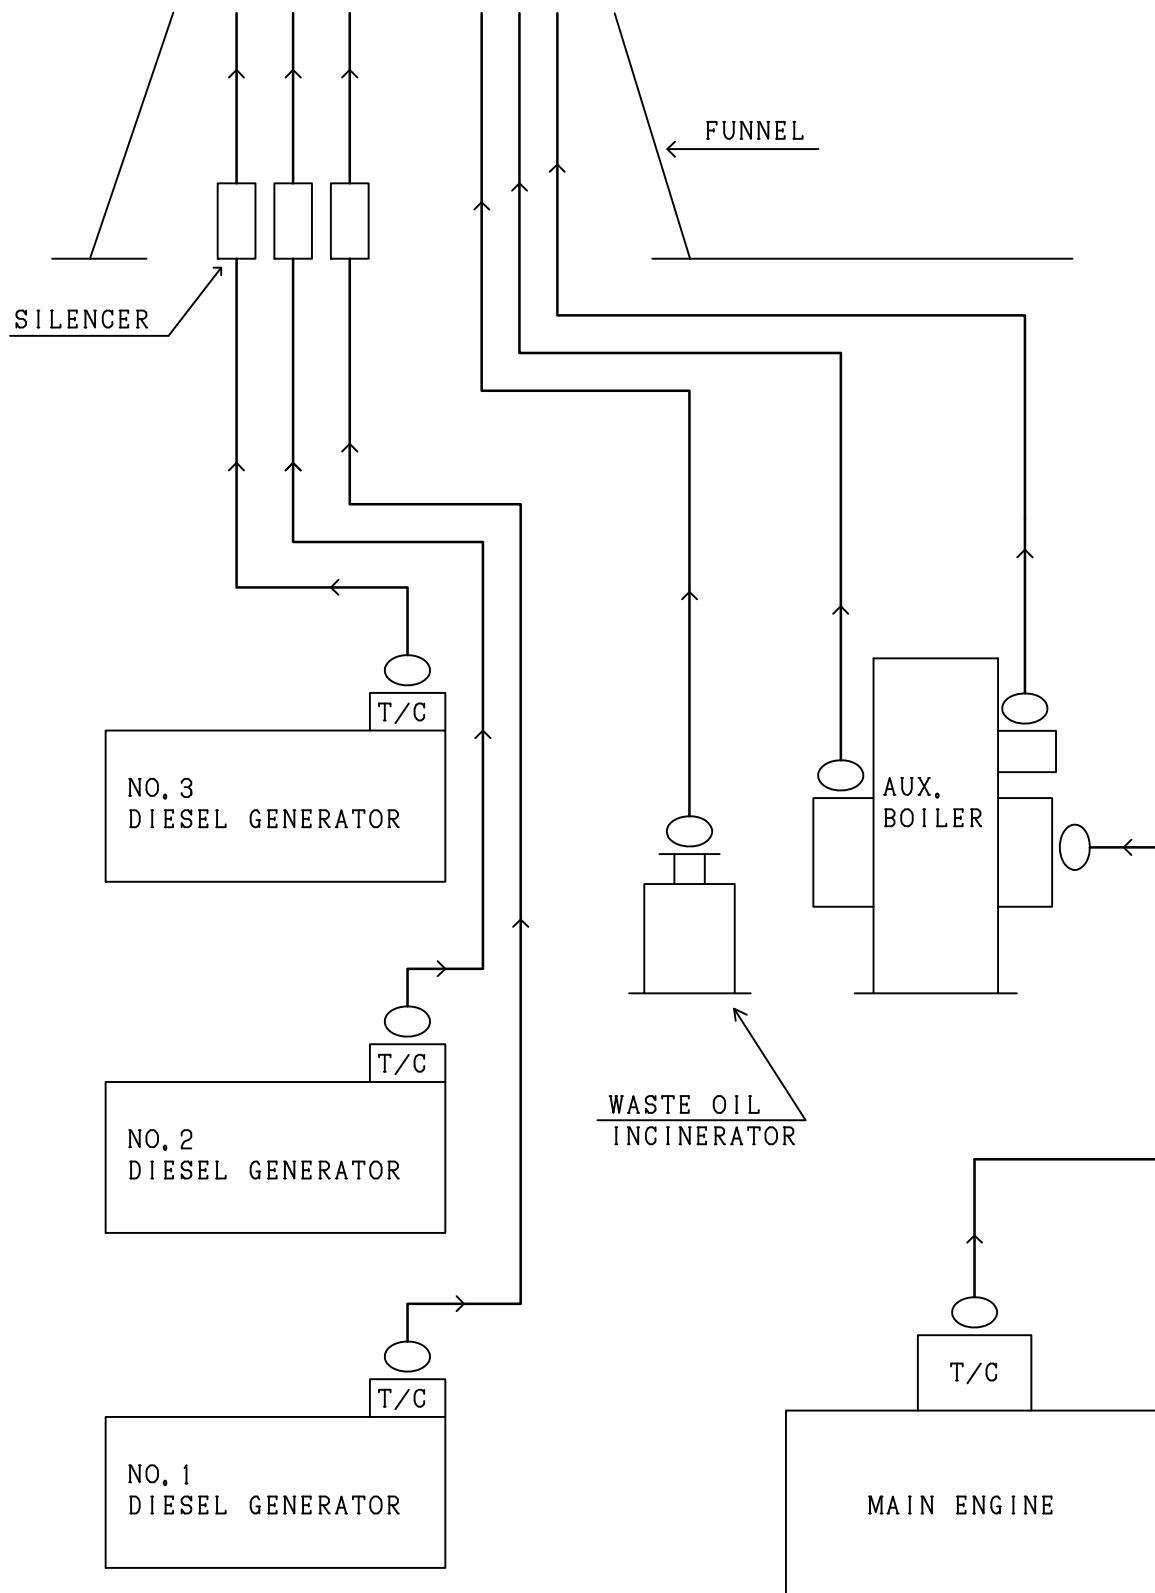 FUNNEL
SILENCER
T/C
NO. 3
DIESEL GENERATOR
AUX.
BOILER
T/C
NO. 2
DIESEL GENERATOR
WASTE OIL
INCINERATOR
T/C
NO. 1
DIESEL GENERATOR
T/C
MAIN ENGINE